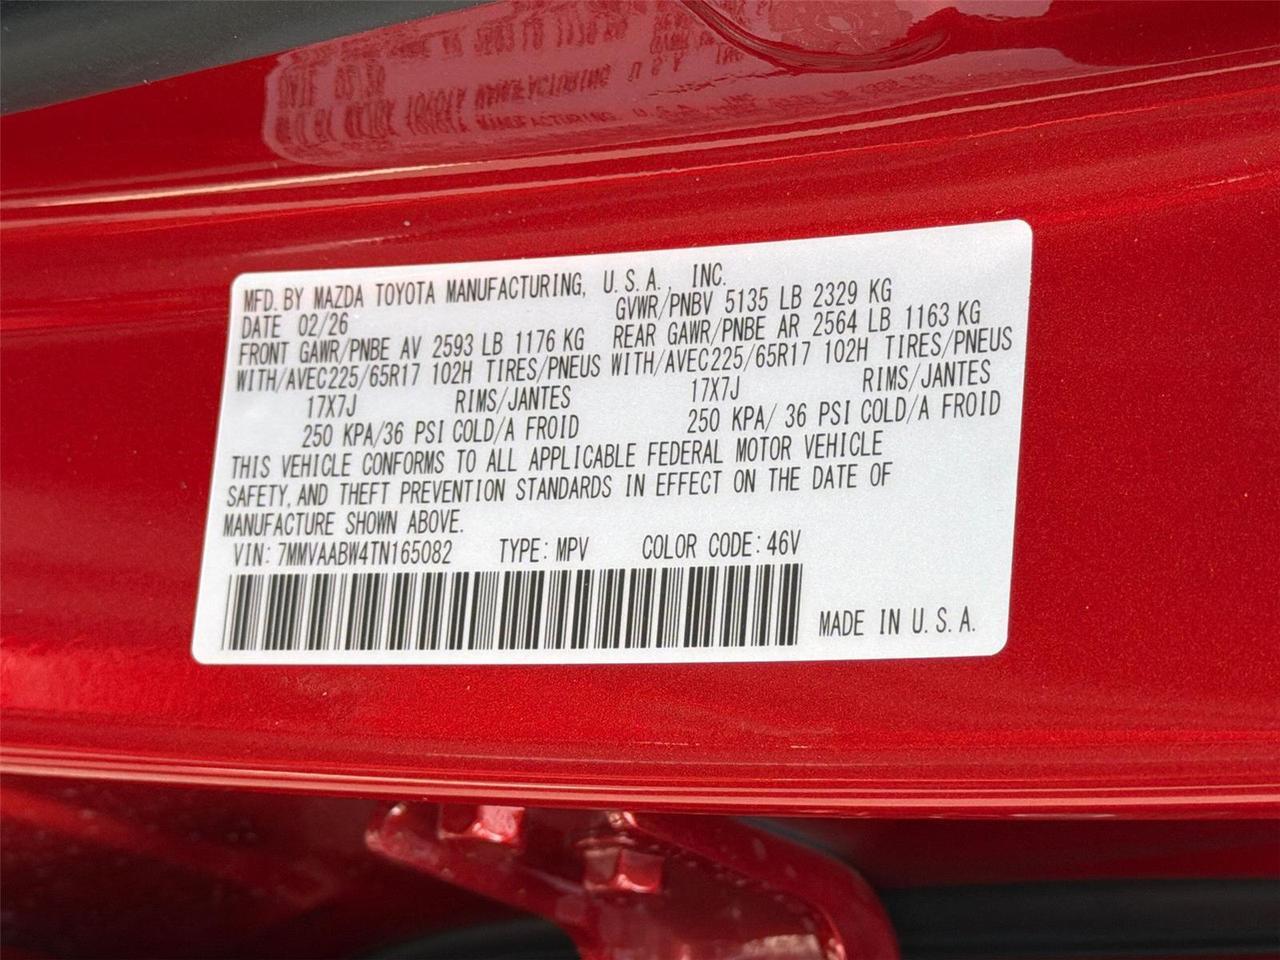 MFD. BY MAZDA TOYOTA MANUFACTURING, U.S.A., INC.
DATE 02/26 GVWR/PNBV 5135 LB 2329 KG
FRONT GAWR/PNBE AV 2593 LB 1176 KG REAR GAWR/PNBE AR 2564 LB 1163 KG
WITH/AVEC225/65R17 102H TIRES/PNEUS WITH/AVEC225/65R17 102H TIRES/PNEUS
17X7J RIMS/JANTES 17X7J RIMS/JANTES
250 KPA/36 PSI COLD/A FROID 250 KPA/ 36 PSI COLD/A FROID
THIS VEHICLE CONFORMS TO ALL APPLICABLE FEDERAL MOTOR VEHICLE
SAFETY, AND THEFT PREVENTION STANDARDS IN EFFECT ON THE DATE OF
MANUFACTURE SHOWN ABOVE.
VIN: 7MMVAABW4TN165082 TYPE: MPV COLOR CODE: 46V
MADE IN U.S.A.